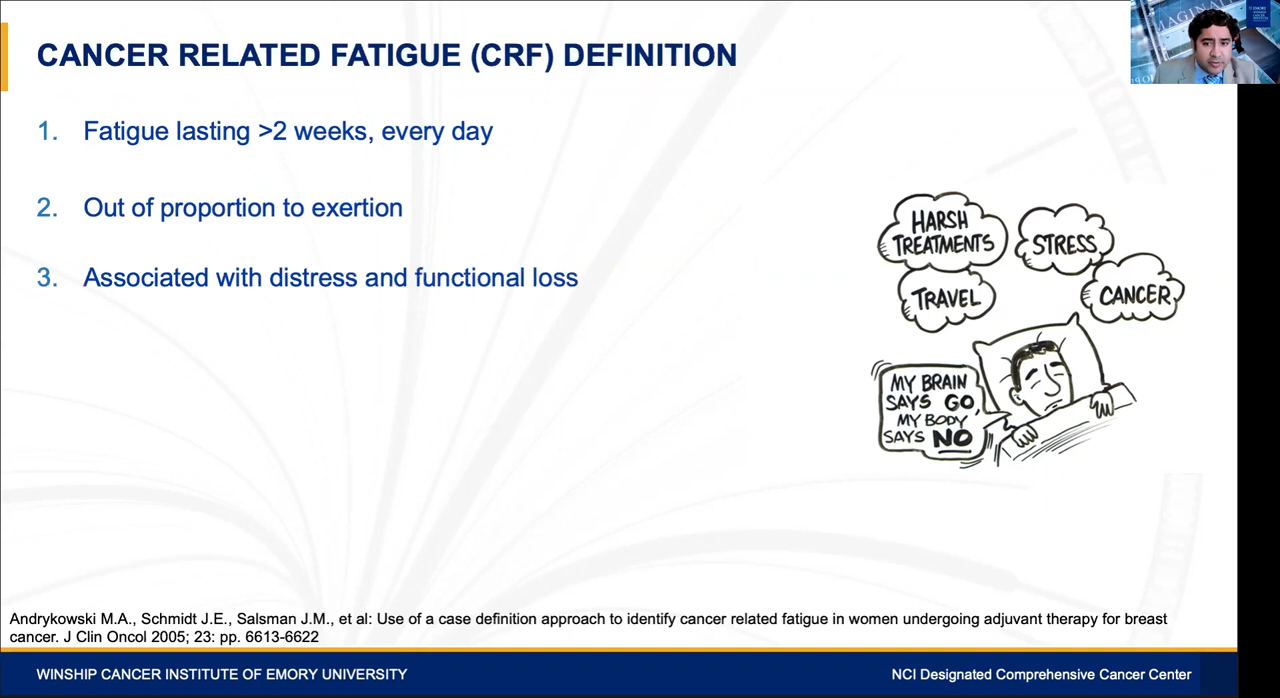 CANCER RELATED FATIGUE (CRF) DEFINITION
1. Fatigue lasting >2 weeks, every day
2. Out of proportion to exertion
3. Associated with distress and functional loss
HARSH
TREATMENTS
STRESS
TRAVEL
CANCER
MY BRAIN
SAYS GO,
MY BODY
SAYS NO
Andrykowski M.A., Schmidt J.E., Salsman J.M., et al: Use of a case definition approach to identify cancer related fatigue in women undergoing adjuvant therapy for breast
cancer. J Clin Oncol 2005; 23: pp. 6613-6622
WINSHIP CANCER INSTITUTE OF EMORY UNIVERSITY
NCI Designated Comprehensive Cancer Center